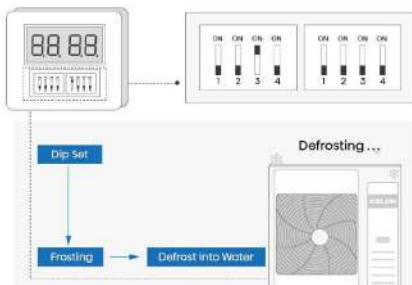 88:88
ON ON ON ON ON ON ON ON
1 2 3 4 1 2 3 4
Defrosting...
Dip Set
Frosting
Defrost Into Water